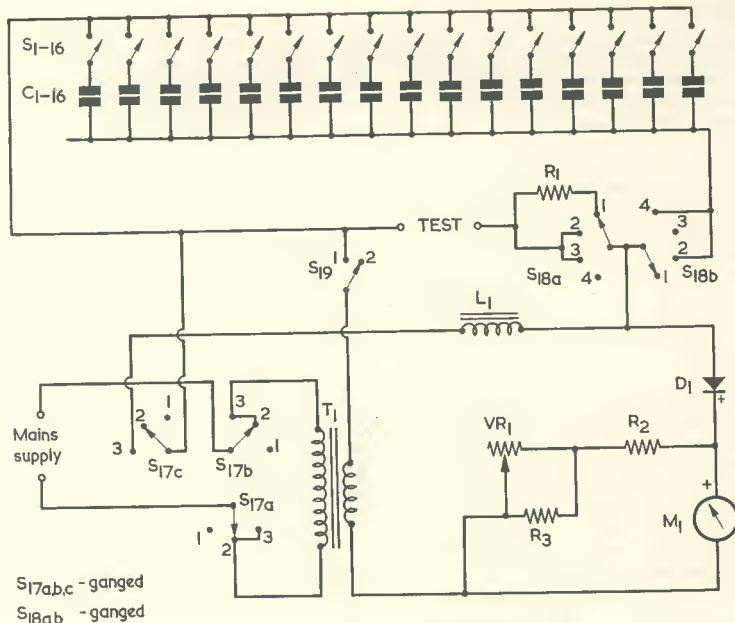 S1-16
C1-16
R1
1
4
TEST
2
3
3
2
1
2
S19
S18a
S18b
4
1
L1
D1
+
1
3
T1
VR1
R2
2
2
Mains
supply
3
S17c
S17b
1
+
S17a
M1
1
2
3
R3
S17a,b,c - ganged
S18a,b - ganged